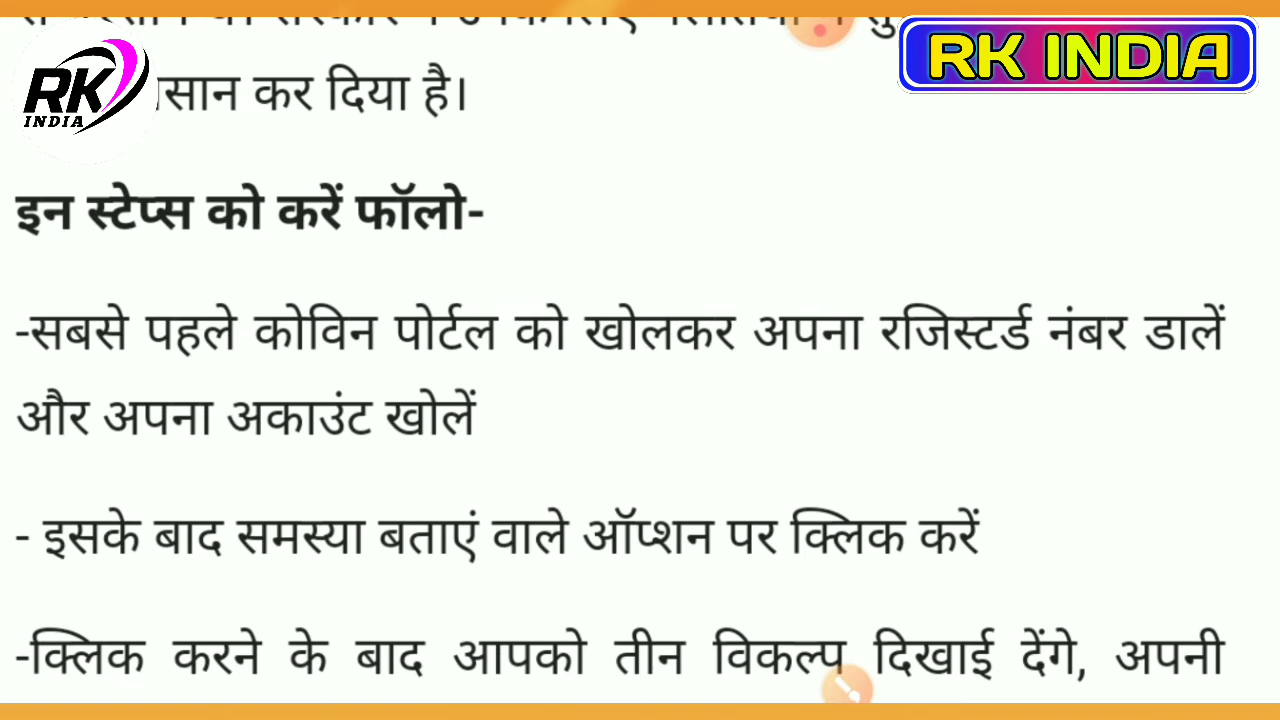 RK INDIA
RK
INDIA
कर दिया है।
इन स्टेप्स को करें फॉलो-
-सबसे पहले कोविन पोर्टल को खोलकर अपना रजिस्टर्ड नंबर डालें
और अपना अकाउंट खोलें
- इसके बाद समस्या बताएं वाले ऑप्शन पर क्लिक करें
-क्लिक करने के बाद आपको तीन विकल्प दिखाई देंगे, अपनी